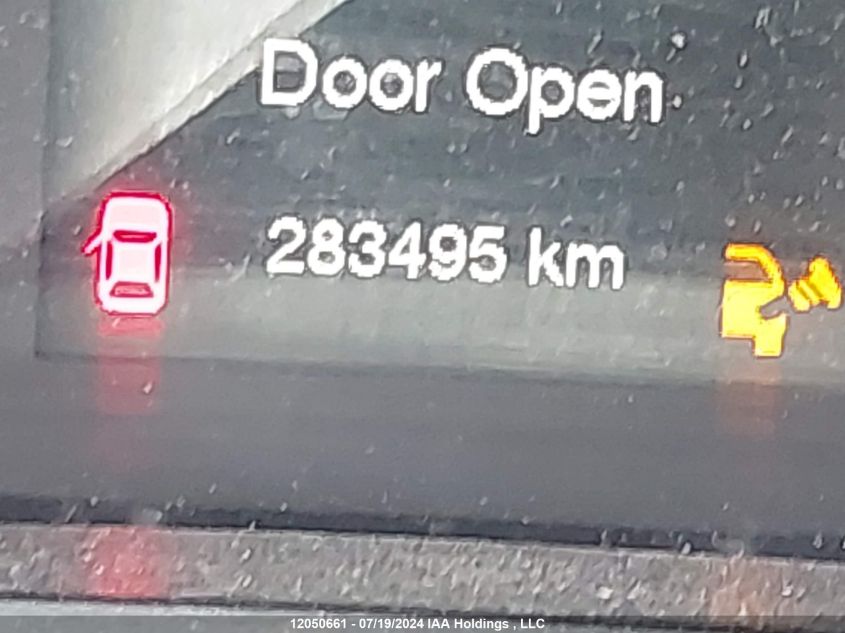 Door Open
283495 km
12050661 - 07/19/2024 IAA Holdings , LLC